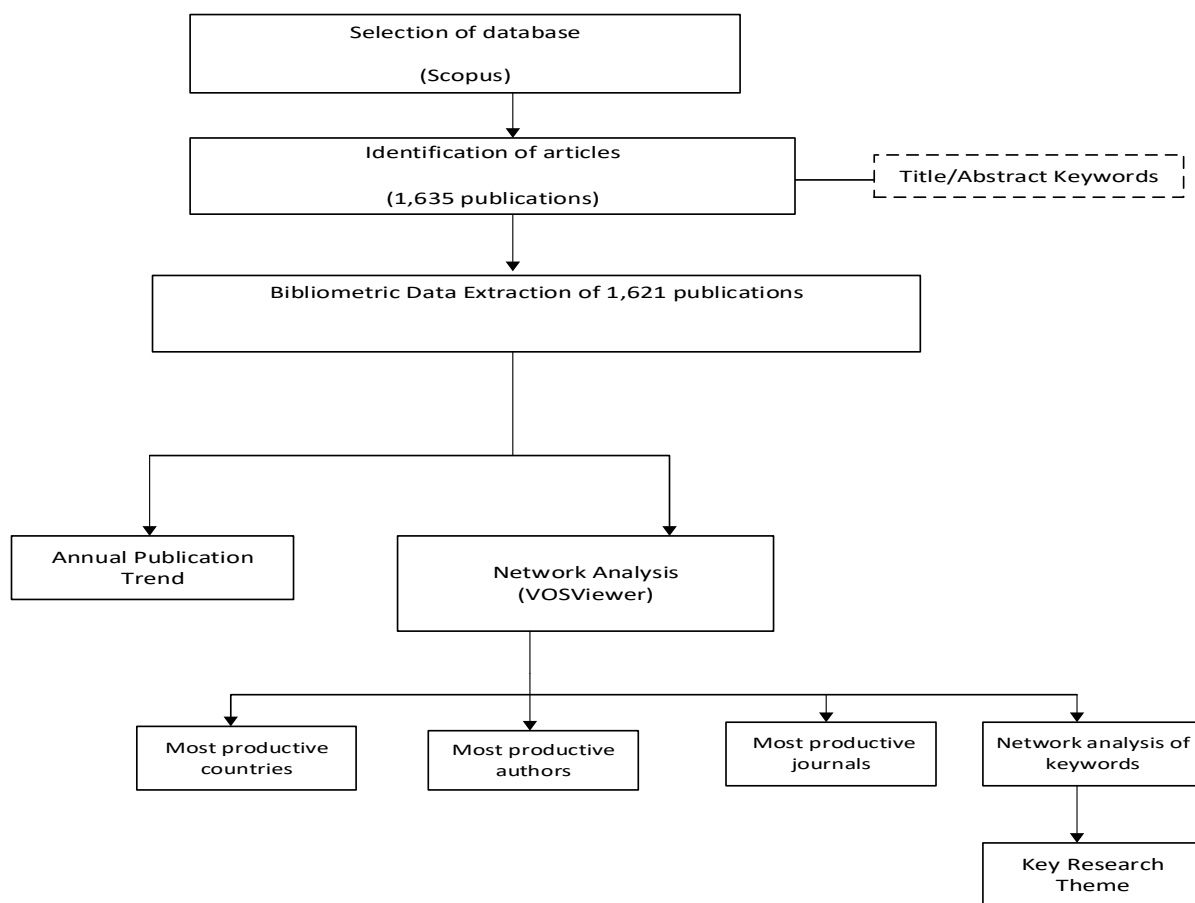 Selection of database
(Scopus)
Identification of articles
(1,635 publications)
Title/Abstract Keywords
Bibliometric Data Extraction of 1,621 publications
Annual Publication
Trend
Network Analysis
(VOSViewer)
Most productive
countries
Most productive
authors
Most productive
journals
Network analysis of
keywords
Key Research
Theme